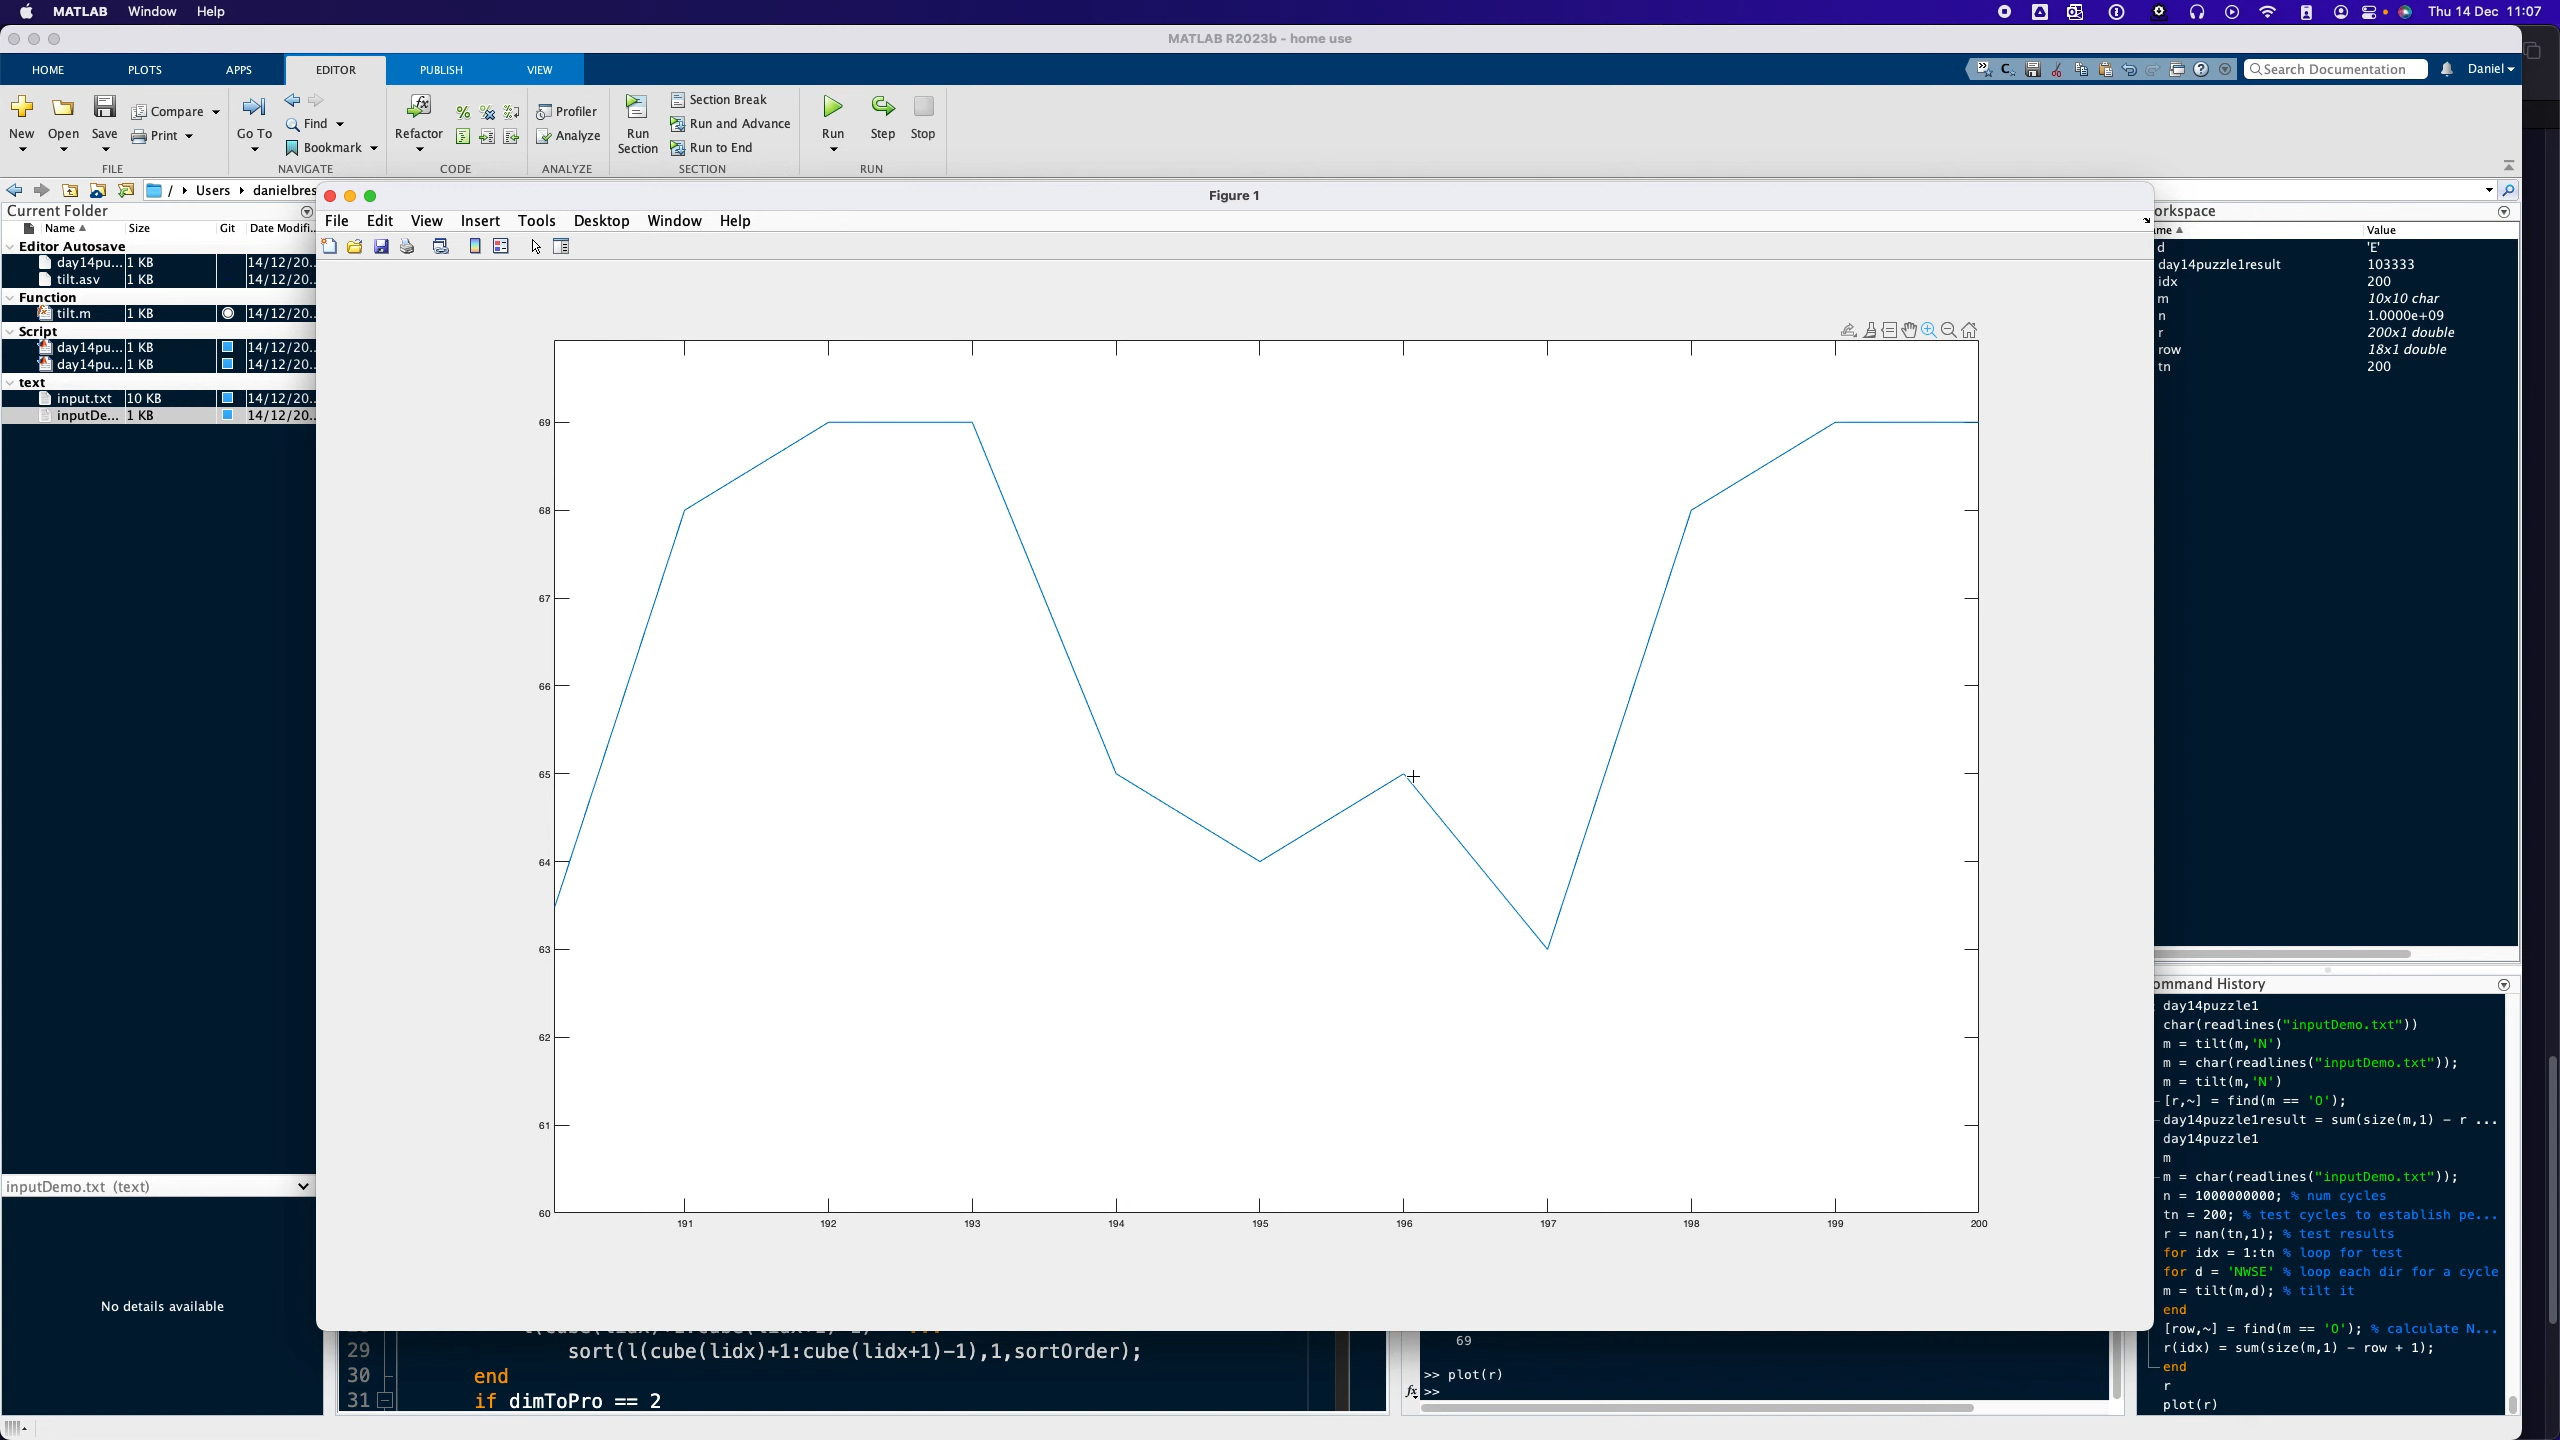 MATLAB Window Help Thu 14 Dec 11:07
MATLAB R2023b - home use
HOME PLOTS APPS EDITOR PUBLISH VIEW Search Documentation Daniel
New Open Save Compare Print
FILE
Go To Find Bookmark
NAVIGATE
Refactor
CODE
Profiler
Analyze
ANALYZE
Run Section
Section Break
Run and Advance
Run to End
SECTION
Run Step Stop
RUN
/ Users danielbres
Current Folder
Name Size Git Date Modifi...
Editor Autosave
day14pu... 1 KB 14/12/20...
tilt.asv 1 KB 14/12/20...
Function
tilt.m 1 KB 14/12/20...
Script
day14pu... 1 KB 14/12/20...
day14pu... 1 KB 14/12/20...
text
input.txt 10 KB 14/12/20...
inputDe... 1 KB 14/12/20...
inputDemo.txt (text)
No details available
Figure 1
File Edit View Insert Tools Desktop Window Help
69
68
67
66
65
64
63
62
61
60
191 192 193 194 195 196 197 198 199 200
29 sort(l(cube(lidx)+1:cube(lidx+1)-1),1,sortOrder);
30 end
31 if dimToPro == 2
69
>> plot(r)
fx >>
orkspace
me Value
d 'E'
day14puzzle1result 103333
idx 200
m 10x10 char
n 1.0000e+09
r 200x1 double
row 18x1 double
tn 200
ommand History
day14puzzle1
char(readlines("inputDemo.txt"))
m = tilt(m,'N')
m = char(readlines("inputDemo.txt"));
m = tilt(m,'N')
[r,~] = find(m == 'O');
day14puzzle1result = sum(size(m,1) - r ...
day14puzzle1
m
m = char(readlines("inputDemo.txt"));
n = 1000000000; % num cycles
tn = 200; % test cycles to establish pe...
r = nan(tn,1); % test results
for idx = 1:tn % loop for test
for d = 'NWSE' % loop each dir for a cycle
m = tilt(m,d); % tilt it
end
[row,~] = find(m == 'O'); % calculate N...
r(idx) = sum(size(m,1) - row + 1);
end
r
plot(r)